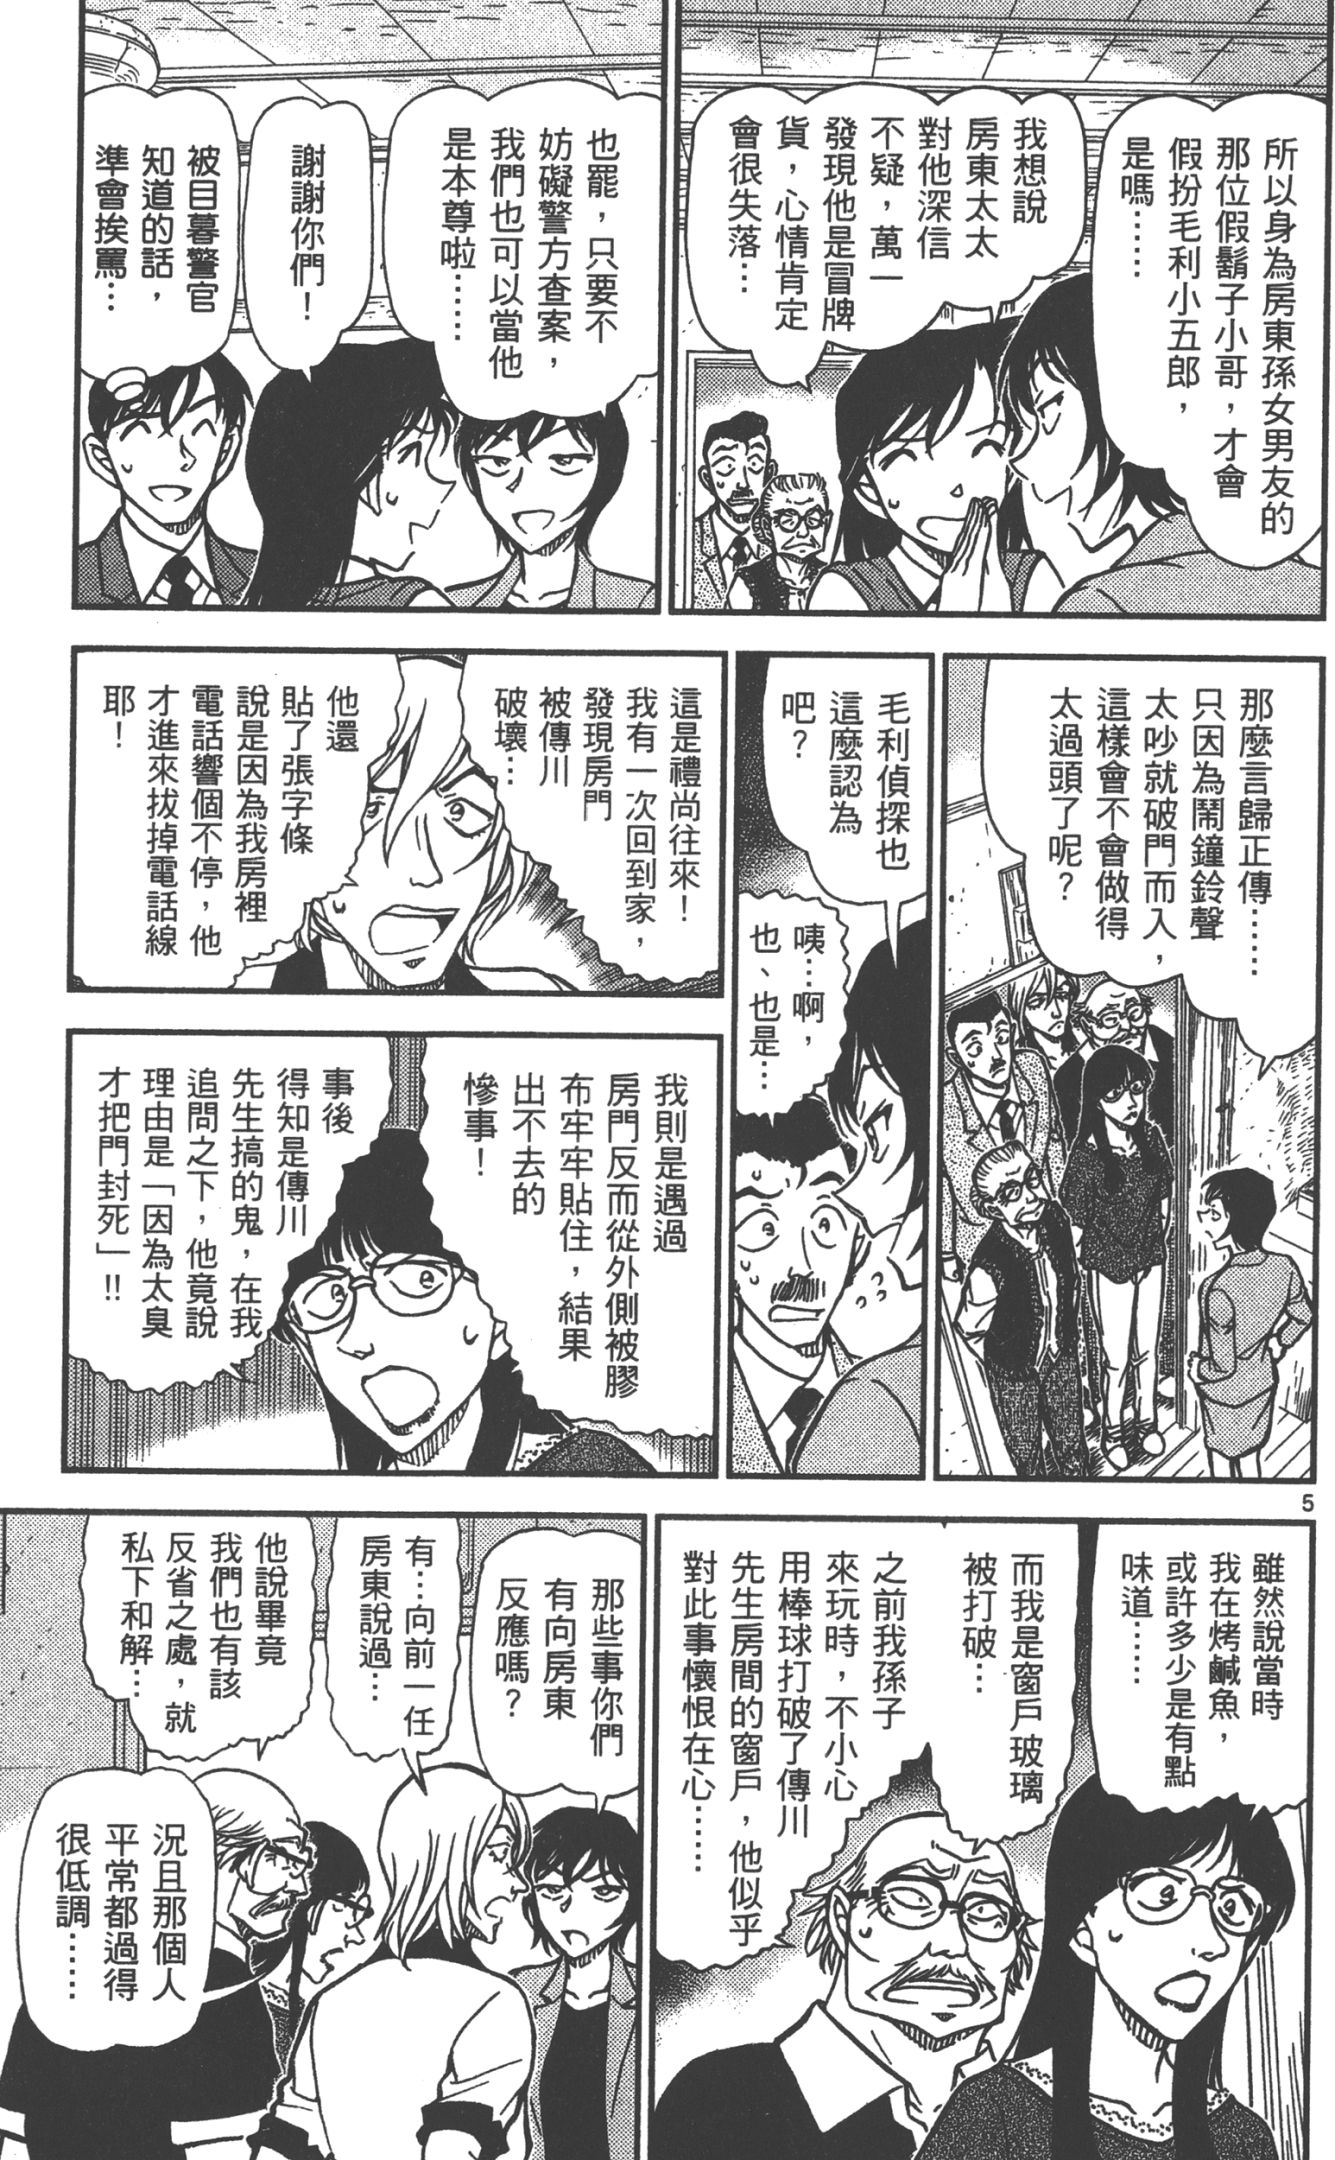 所以身為房東孫女男友的
那位假鬍子小哥，才會
假扮毛利小五郎，
是嗎……
我想說
房東太太
對他深信
不疑，萬一
發現他是冒牌
貨，心情肯定
會很失落…
也罷，只要不
妨礙警方查案，
我們也可以當他
是本尊啦……
謝謝你們！
被目暮警官
知道的話，
準會挨罵…
那麼言歸正傳……
只因為鬧鐘鈴聲
太吵就破門而入，
這樣會不會做得
太過頭了呢？
毛利偵探也
這麼認為
吧？
咦…啊，
也、也是…
這是禮尚往來！
我有一次回到家，
發現房門
被傳川
破壞…
他還
貼了張字條
說是因為我房裡
電話響個不停，他
才進來拔掉電話線
耶！
我則是遇過
房門反而從外側被膠
布牢牢貼住，結果
出不去的
慘事！
事後
得知是傳川
先生搞的鬼，在我
追問之下，他竟說
理由是「因為太臭
才把門封死」！！
5
雖然說當時
我在烤鹹魚，
或許多少是有點
味道……
而我是窗戶玻璃
被打破…
之前我孫子
來玩時，不小心
用棒球打破了傳川
先生房間的窗戶，他似乎
對此事懷恨在心……
那些事你們
有向房東
反應嗎？
有…向前一任
房東說過…
他說畢竟
我們也有該
反省之處，就
私下和解…
況且那個人
平常都過得
很低調……